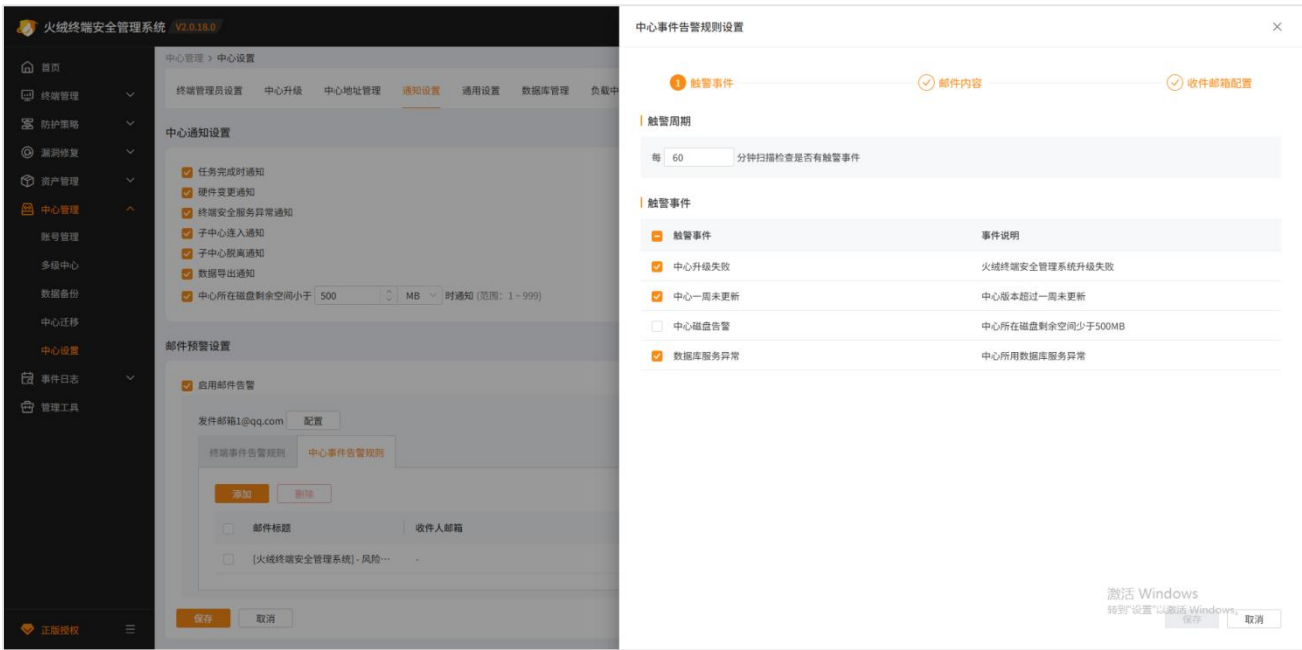 火绒终端安全管理系统 V2.0.18.0
首页
终端管理
防护策略
漏洞修复
资产管理
中心管理
账号管理
多级中心
数据备份
中心迁移
中心设置
事件日志
管理工具
正版授权
中心管理 > 中心设置
终端管理员设置 中心升级 中心地址管理 通知设置 通用设置 数据库管理 负载中
中心通知设置
任务完成时通知
硬件变更通知
终端安全服务异常通知
子中心连入通知
子中心脱离通知
数据导出通知
中心所在磁盘剩余空间小于 500 MB 时通知 (范围：1 ~ 999)
邮件预警设置
启用邮件告警
发件邮箱1@qq.com 配置
终端事件告警规则 中心事件告警规则
添加 删除
邮件标题 收件人邮箱
[火绒终端安全管理系统] - 风险… -
保存 取消
中心事件告警规则设置
1 触警事件 邮件内容 收件邮箱配置
触警周期
每 60 分钟扫描检查是否有触警事件
触警事件
触警事件 事件说明
中心升级失败 火绒终端安全管理系统升级失败
中心一周未更新 中心版本超过一周未更新
中心磁盘告警 中心所在磁盘剩余空间少于500MB
数据库服务异常 中心所用数据库服务异常
激活 Windows
转到"设置"以激活 Windows。
保存 取消